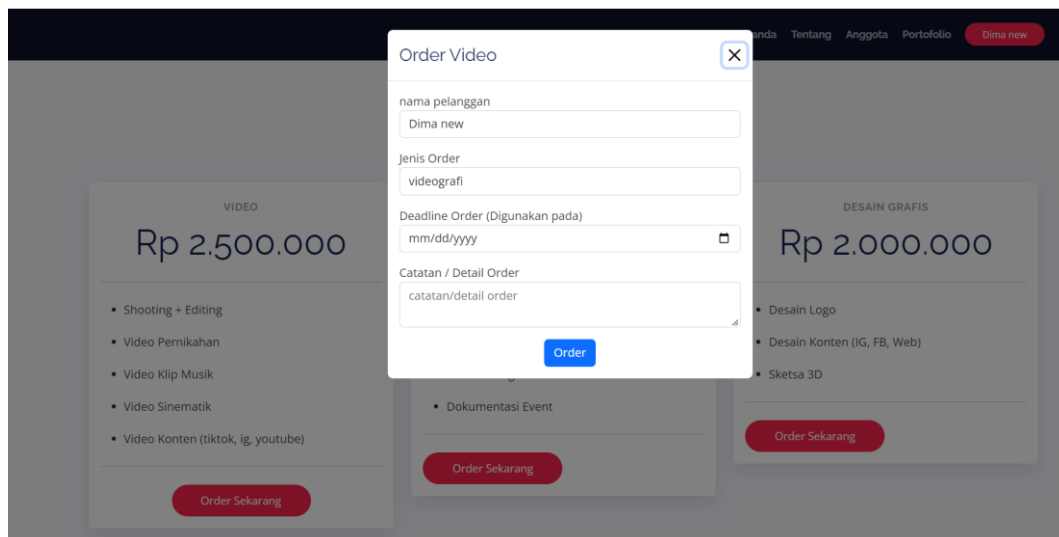 Tentang Anggota Portofolio Dima new
Order Video
nama pelanggan
Dima new
Jenis Order
videografi
Deadline Order (Digunakan pada)
mm/dd/yyyy
Catatan / Detail Order
catatan/detail order
Order
VIDEO
Rp 2.500.000
• Shooting + Editing
• Video Pernikahan
• Video Klip Musik
• Video Sinematik
• Video Konten (tiktok, ig, youtube)
Order Sekarang
• Dokumentasi Event
Order Sekarang
DESAIN GRAFIS
Rp 2.000.000
• Desain Logo
• Desain Konten (IG, FB, Web)
• Sketsa 3D
Order Sekarang